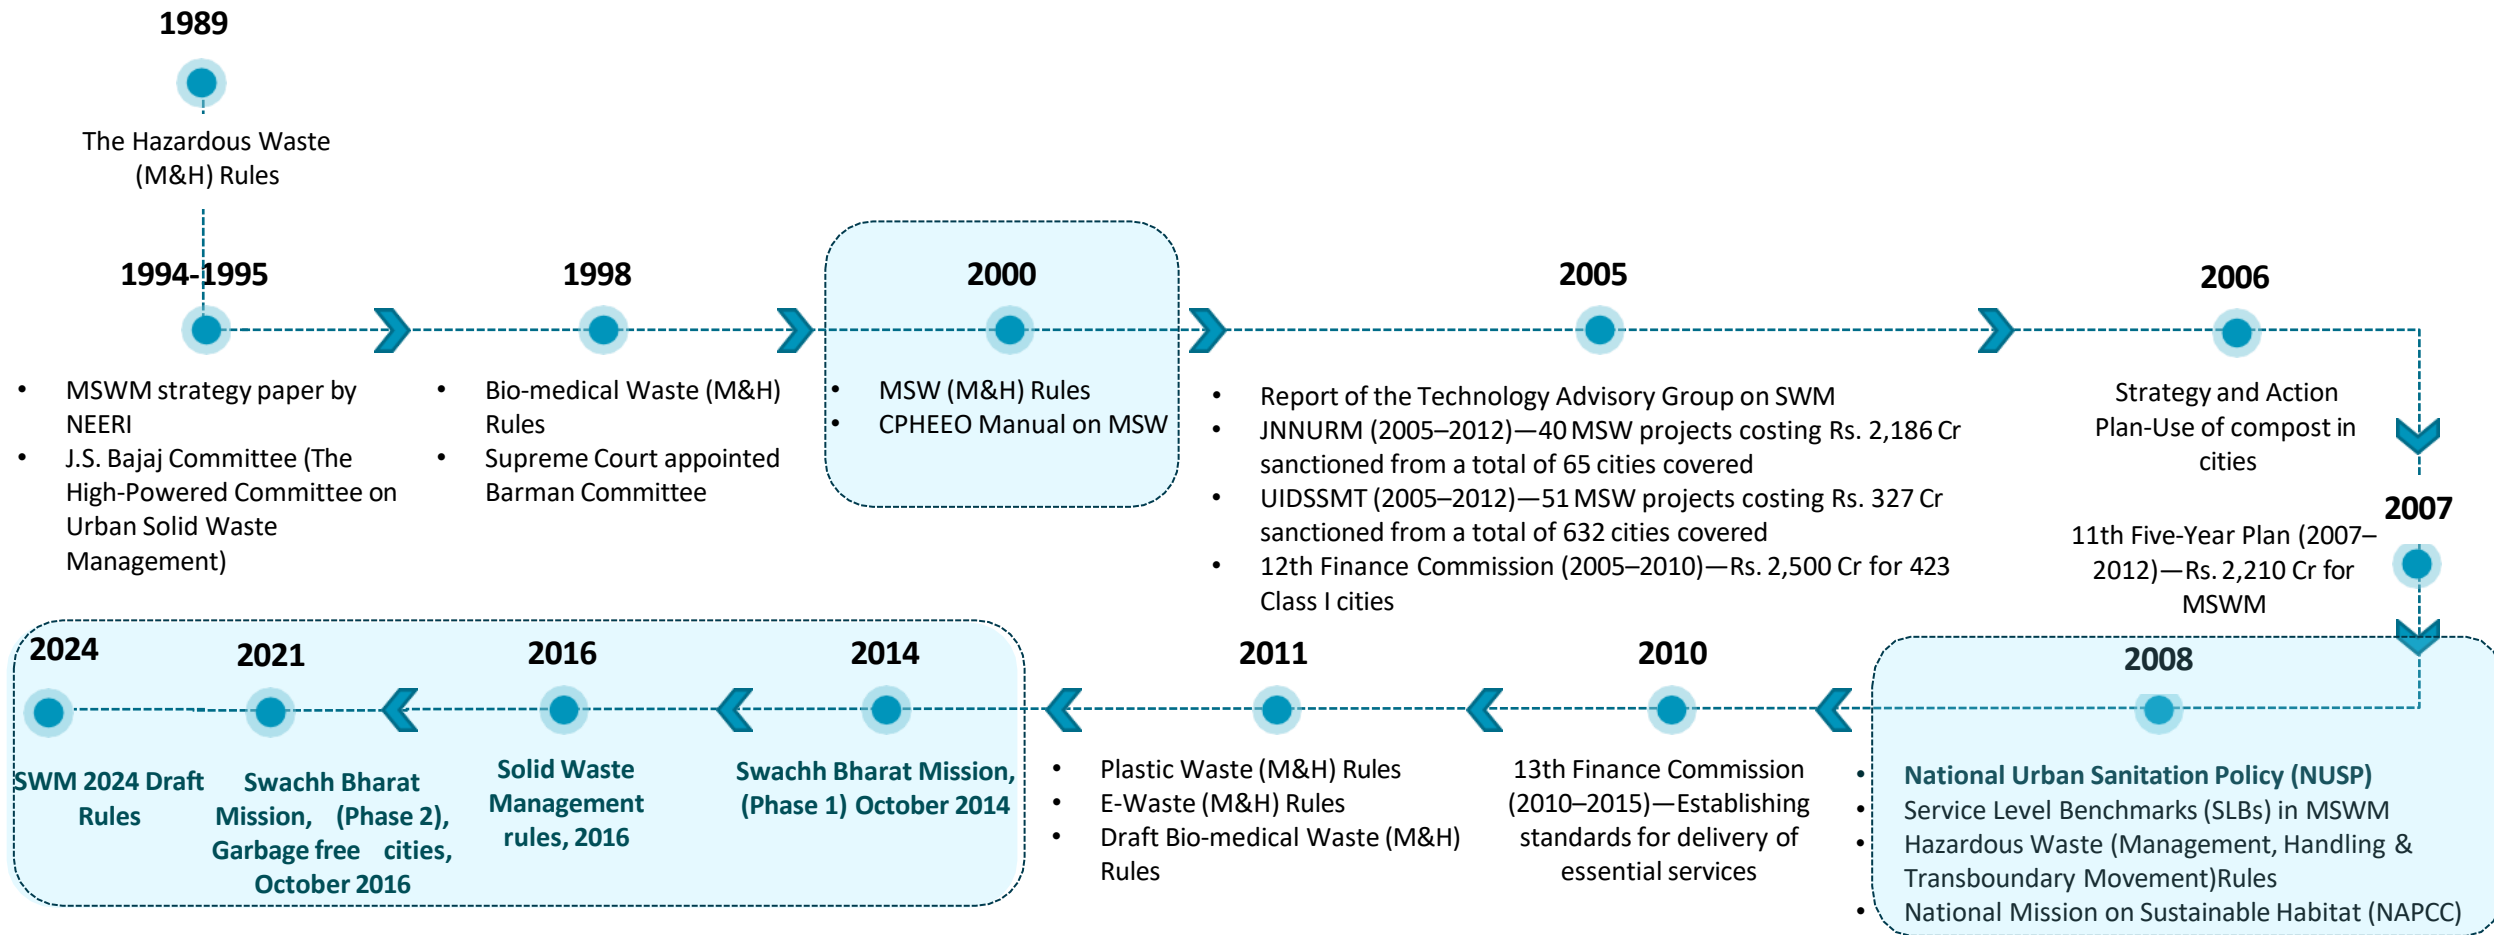 1989
The Hazardous Waste
(M&H) Rules
1994-1995
• MSWM strategy paper by
NEERI
• J.S. Bajaj Committee (The
High-Powered Committee on
Urban Solid Waste
Management)
1998
• Bio-medical Waste (M&H)
Rules
• Supreme Court appointed
Barman Committee
2000
• MSW (M&H) Rules
• CPHEEO Manual on MSW
2005
• Report of the Technology Advisory Group on SWM
• JNNURM (2005–2012)—40 MSW projects costing Rs. 2,186 Cr
sanctioned from a total of 65 cities covered
• UIDSSMT (2005–2012)—51 MSW projects costing Rs. 327 Cr
sanctioned from a total of 632 cities covered
• 12th Finance Commission (2005–2010)—Rs. 2,500 Cr for 423
Class I cities
2006
Strategy and Action
Plan-Use of compost in
cities
2007
11th Five-Year Plan (2007–
2012)—Rs. 2,210 Cr for
MSWM
2008
• National Urban Sanitation Policy (NUSP)
• Service Level Benchmarks (SLBs) in MSWM
• Hazardous Waste (Management, Handling &
Transboundary Movement)Rules
• National Mission on Sustainable Habitat (NAPCC)
2010
13th Finance Commission
(2010–2015)—Establishing
standards for delivery of
essential services
2011
• Plastic Waste (M&H) Rules
• E-Waste (M&H) Rules
• Draft Bio-medical Waste (M&H)
Rules
2014
Swachh Bharat Mission,
(Phase 1) October 2014
2016
Solid Waste
Management
rules, 2016
2021
Swachh Bharat
Mission, (Phase 2),
Garbage free cities,
October 2016
2024
SWM 2024 Draft
Rules